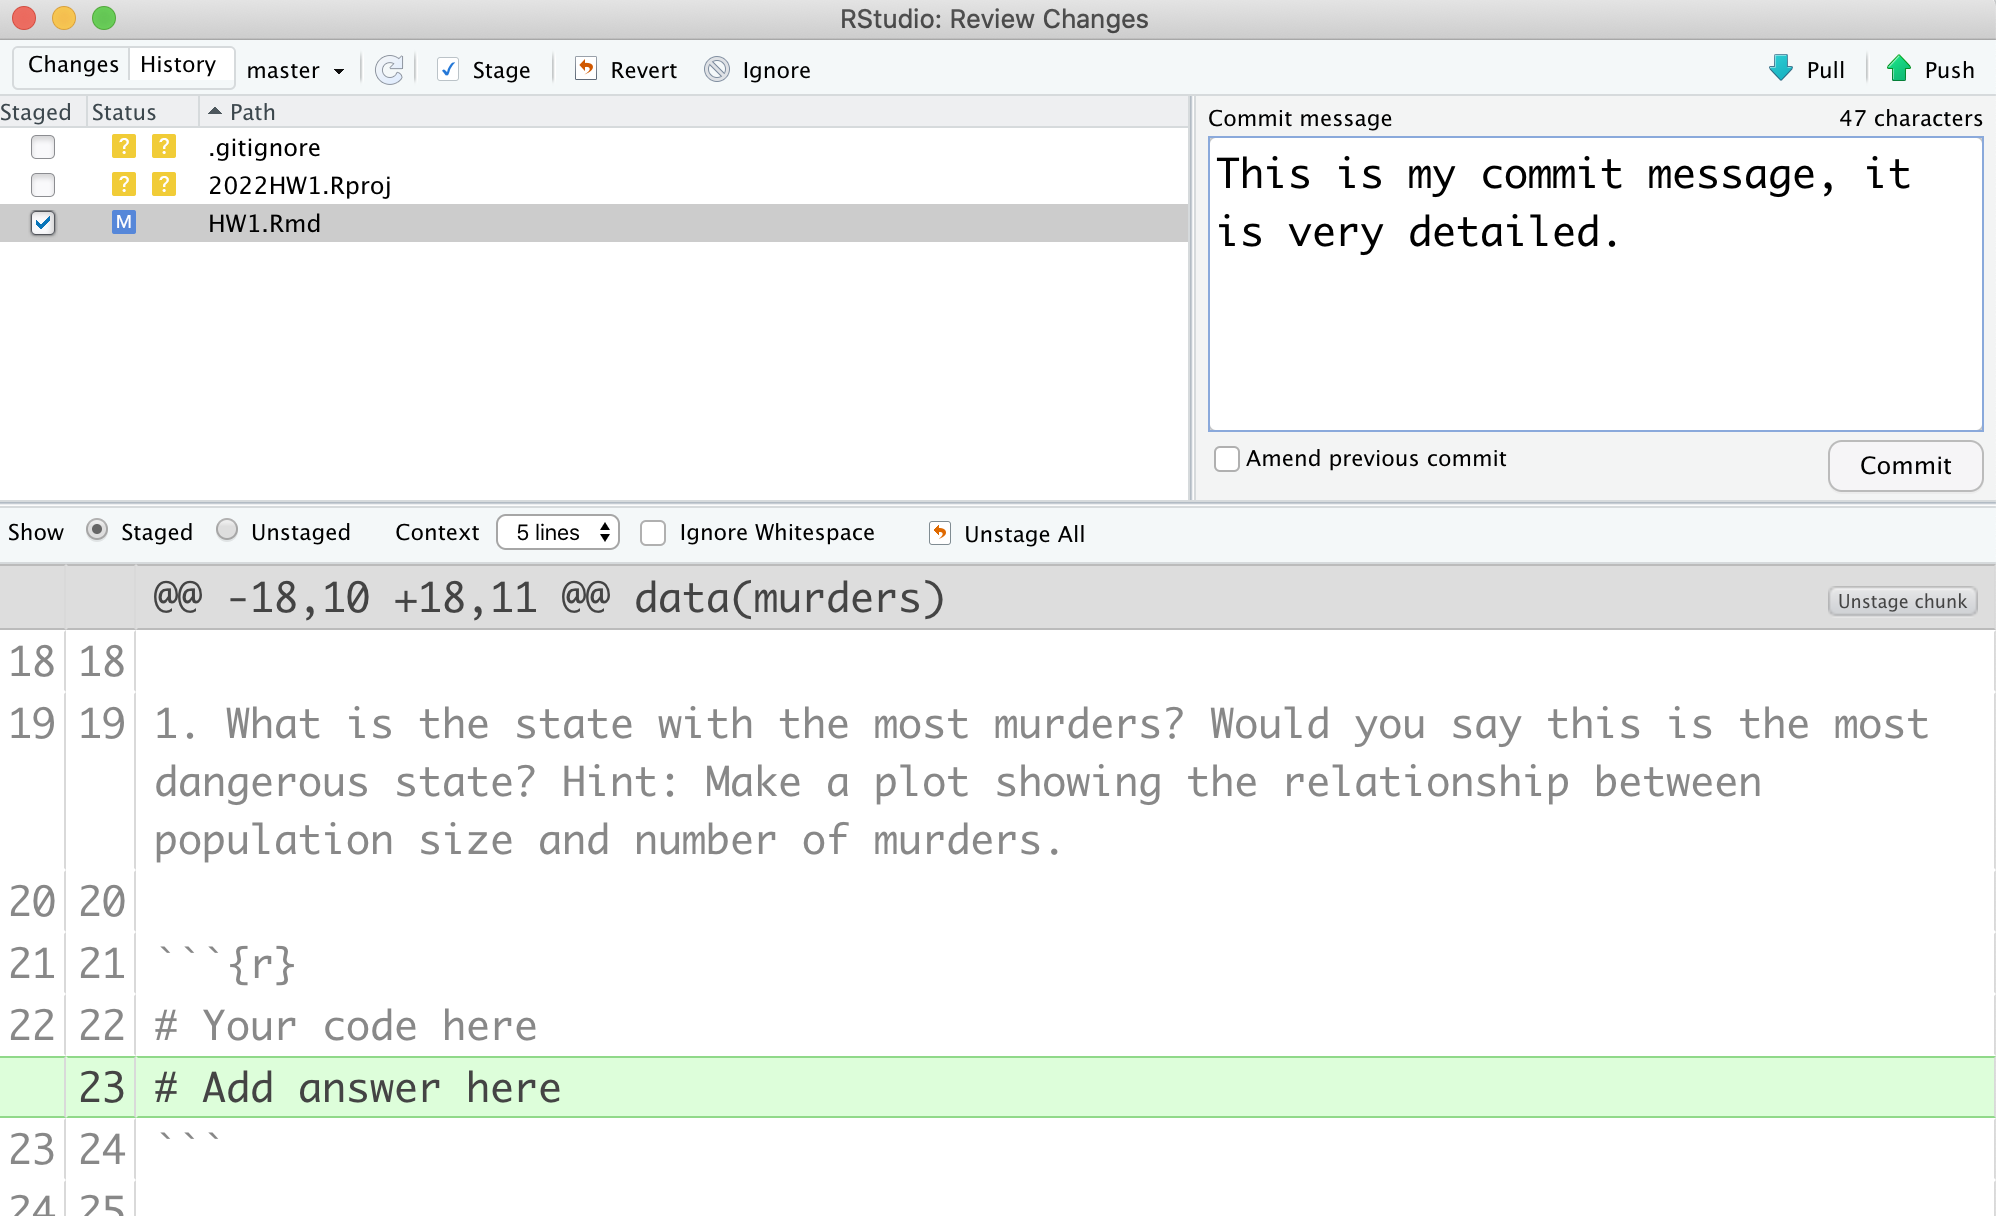 RStudio: Review Changes
Changes History master Stage Revert Ignore Pull Push
Staged Status Path
? ? .gitignore
? ? 2022HW1.Rproj
M HW1.Rmd
Commit message 47 characters
This is my commit message, it
is very detailed.
Amend previous commit Commit
Show Staged Unstaged Context 5 lines Ignore Whitespace Unstage All
@@ -18,10 +18,11 @@ data(murders) Unstage chunk
18 18
19 19 1. What is the state with the most murders? Would you say this is the most
dangerous state? Hint: Make a plot showing the relationship between
population size and number of murders.
20 20
21 21 ```{r}
22 22 # Your code here
23 # Add answer here
23 24 ```
24 25